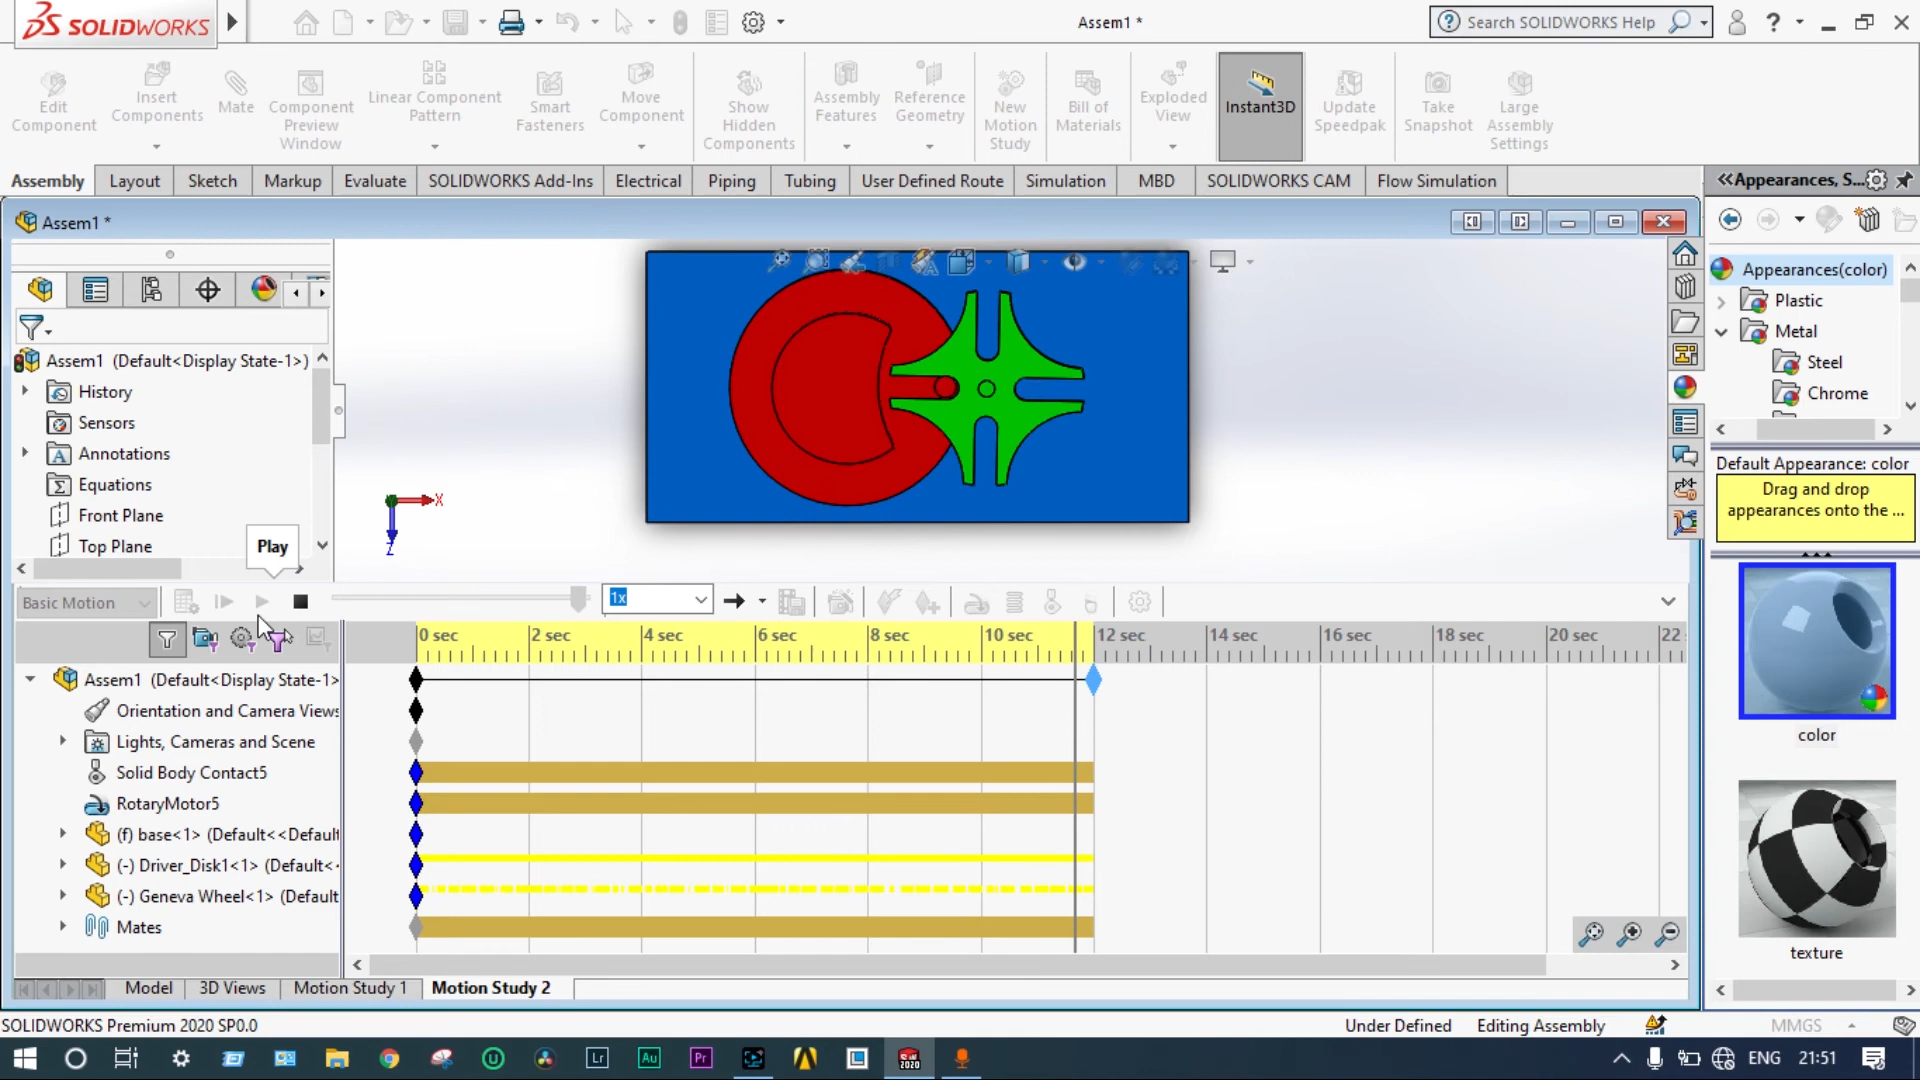 SOLIDWORKS
Assem1 *
Search SOLIDWORKS Help
Edit Component
Insert Components
Mate
Component Preview Window
Linear Component Pattern
Smart Fasteners
Move Component
Show Hidden Components
Assembly Features
Reference Geometry
New Motion Study
Bill of Materials
Exploded View
Instant3D
Update Speedpak
Take Snapshot
Large Assembly Settings
Assembly
Layout
Sketch
Markup
Evaluate
SOLIDWORKS Add-Ins
Electrical
Piping
Tubing
User Defined Route
Simulation
MBD
SOLIDWORKS CAM
Flow Simulation
Appearances, S...
Assem1 *
Appearances(color)
Plastic
Metal
Steel
Chrome
Assem1 (Default<Display State-1>)
History
Sensors
Annotations
Equations
Front Plane
Top Plane
X
Z
Play
Default Appearance: color
Drag and drop
appearances onto the ...
color
texture
Basic Motion
1x
0 sec
2 sec
4 sec
6 sec
8 sec
10 sec
12 sec
14 sec
16 sec
18 sec
20 sec
22
Assem1 (Default<Display State-1>
Orientation and Camera Views
Lights, Cameras and Scene
Solid Body Contact5
RotaryMotor5
(f) base<1> (Default<<Default
(-) Driver_Disk1<1> (Default<
(-) Geneva Wheel<1> (Default
Mates
Model
3D Views
Motion Study 1
Motion Study 2
SOLIDWORKS Premium 2020 SP0.0
Under Defined
Editing Assembly
MMGS
Lr
Au
Pr
SW
2020
ENG
21:51